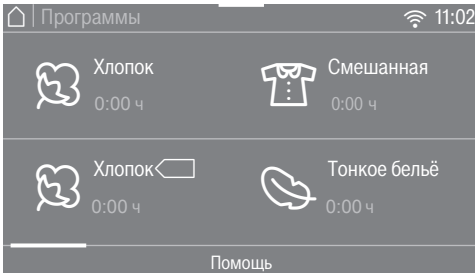 Программы 11:02
Хлопок Смешанная
0:00 ч 0:00 ч
Хлопок Тонкое бельё
0:00 ч 0:00 ч
Помощь